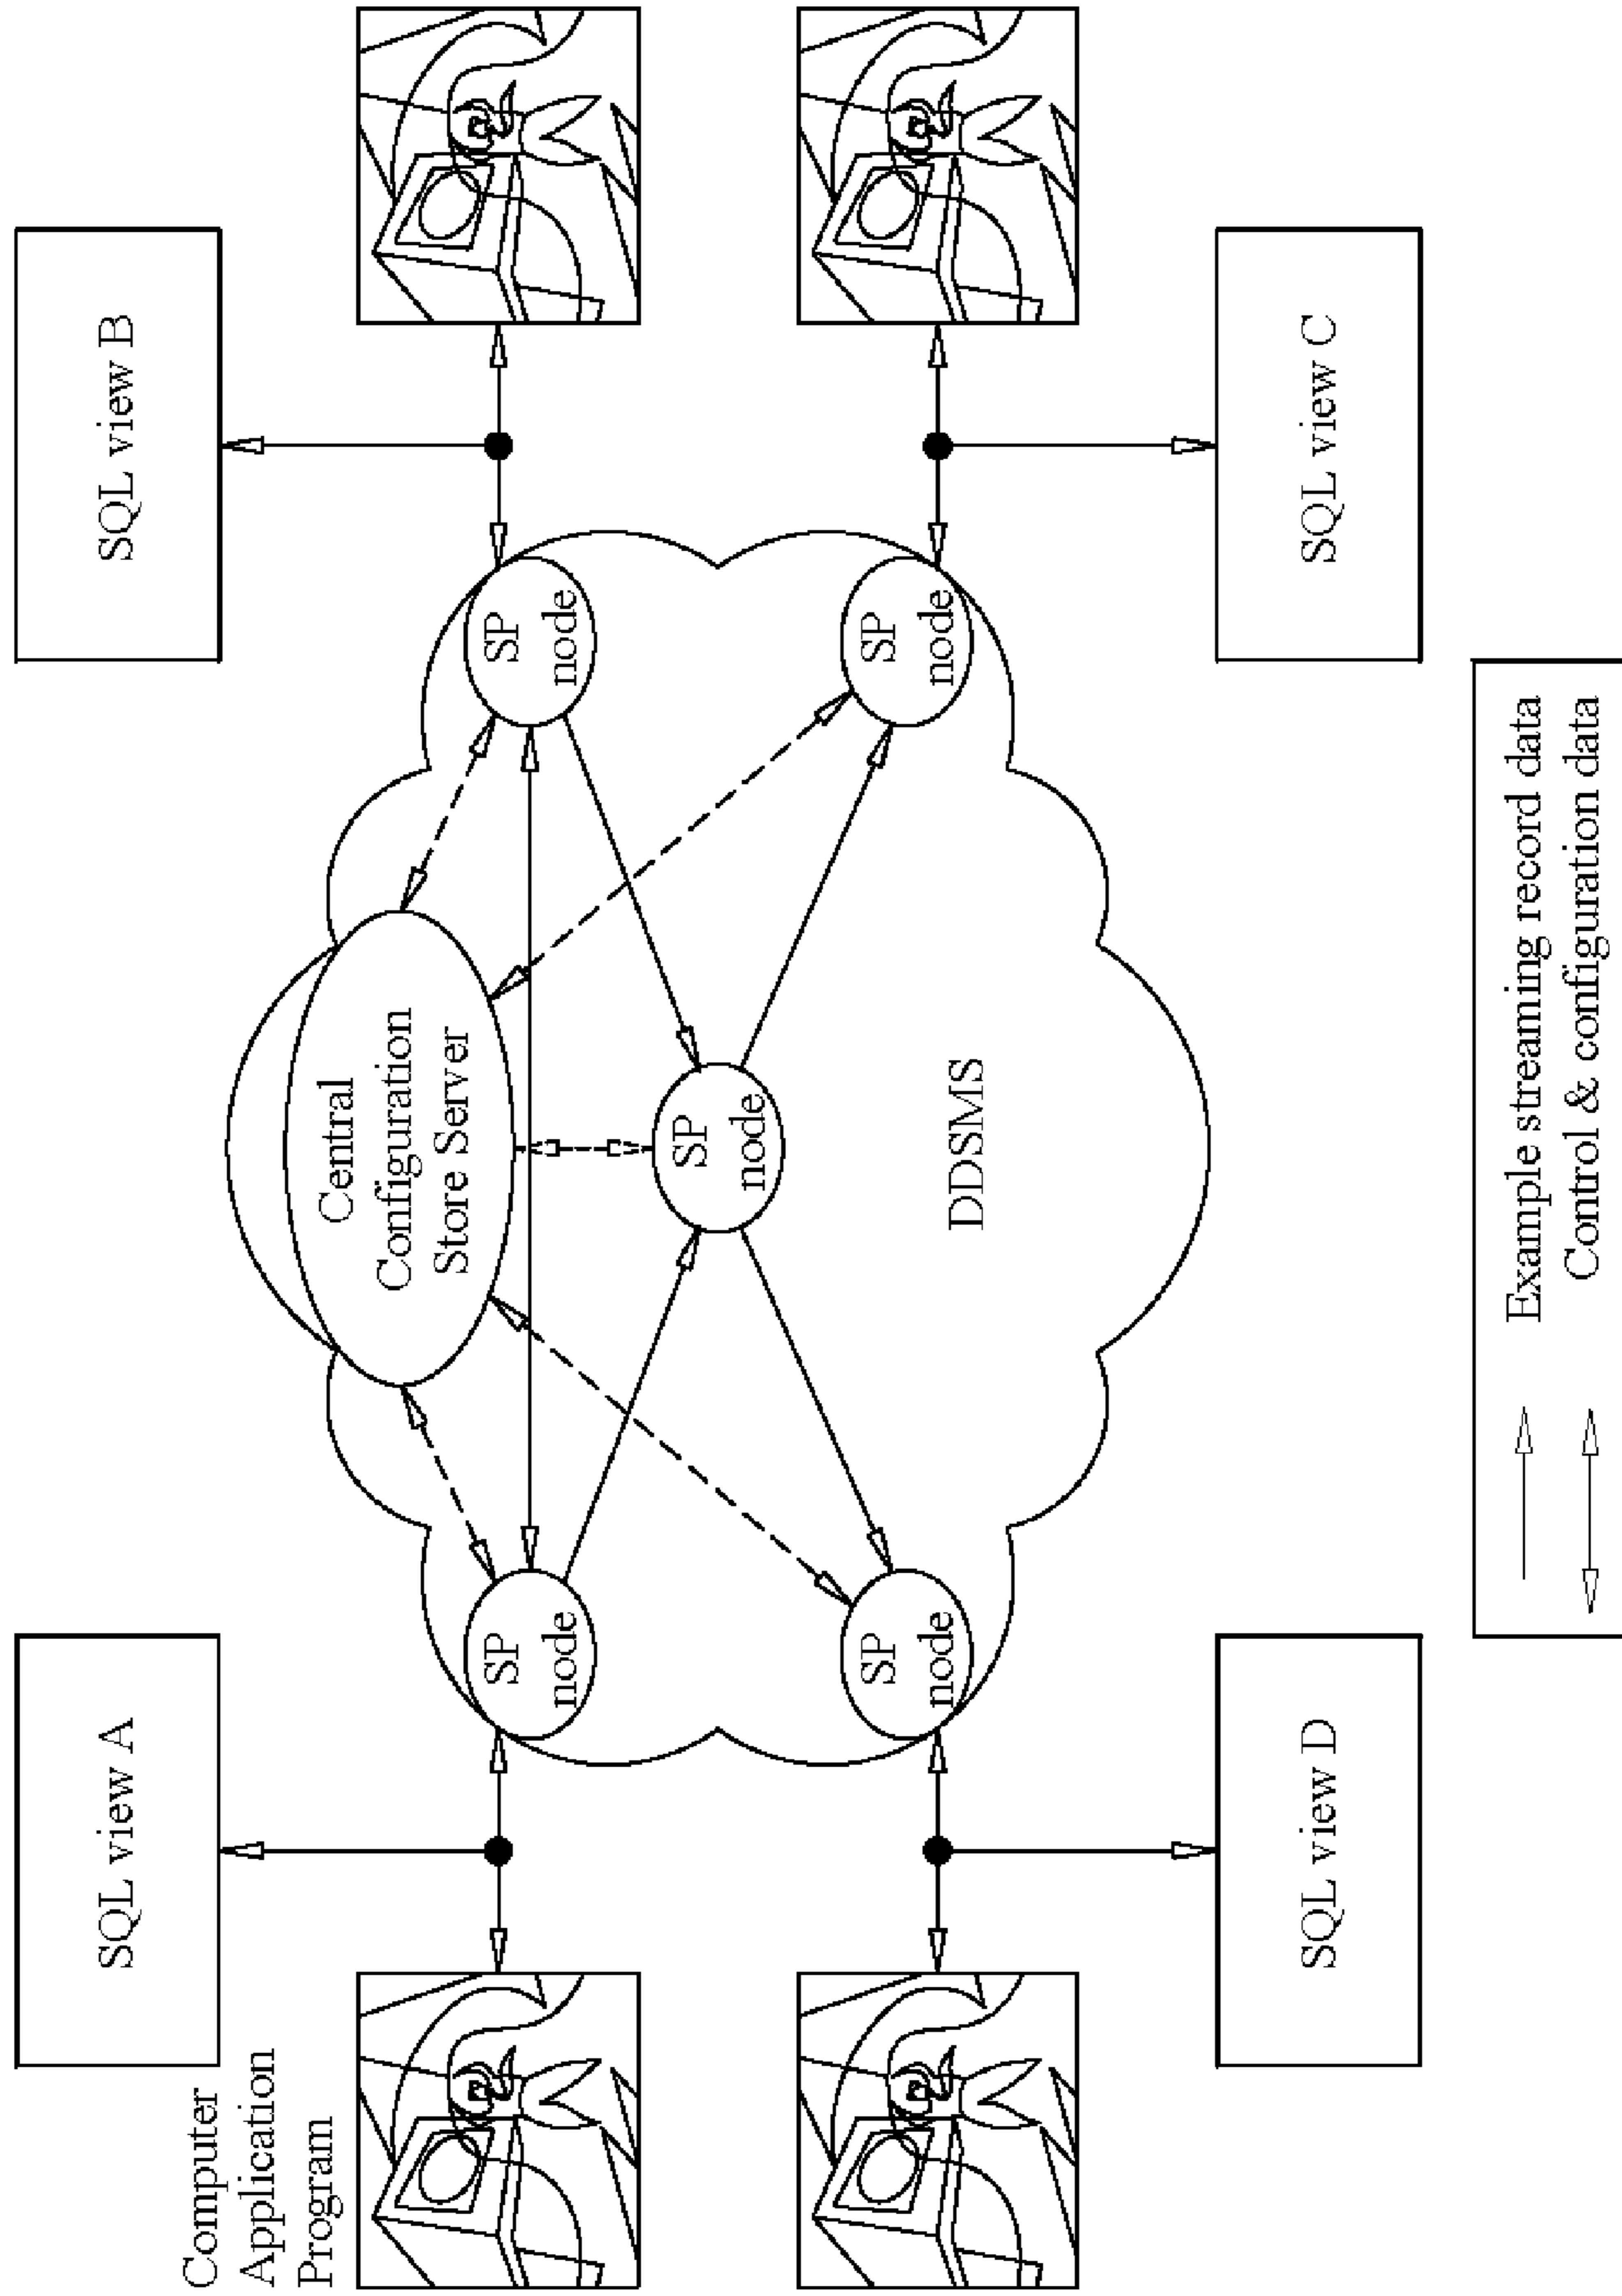 SQL view A
SQL view B
Computer
Application
Program
Central
Configuration
Store Server
SP
node
SP
node
SP
node
SP
node
SP
node
DDSMS
SQL view D
SQL view C
Example streaming record data
Control & configuration data